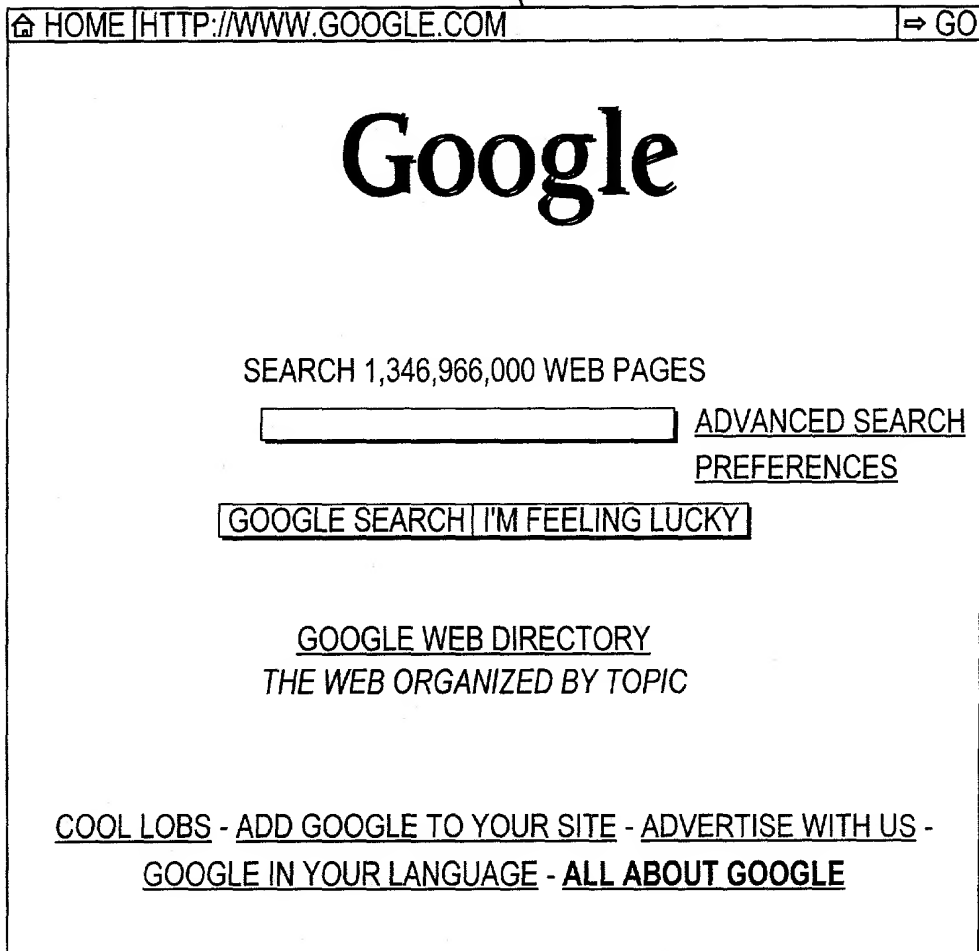 HOME HTTP://WWW.GOOGLE.COM ⇨ GO
Google
SEARCH 1,346,966,000 WEB PAGES
ADVANCED SEARCH
PREFERENCES
GOOGLE SEARCH I'M FEELING LUCKY
GOOGLE WEB DIRECTORY
THE WEB ORGANIZED BY TOPIC
COOL LOBS - ADD GOOGLE TO YOUR SITE - ADVERTISE WITH US -
GOOGLE IN YOUR LANGUAGE - ALL ABOUT GOOGLE